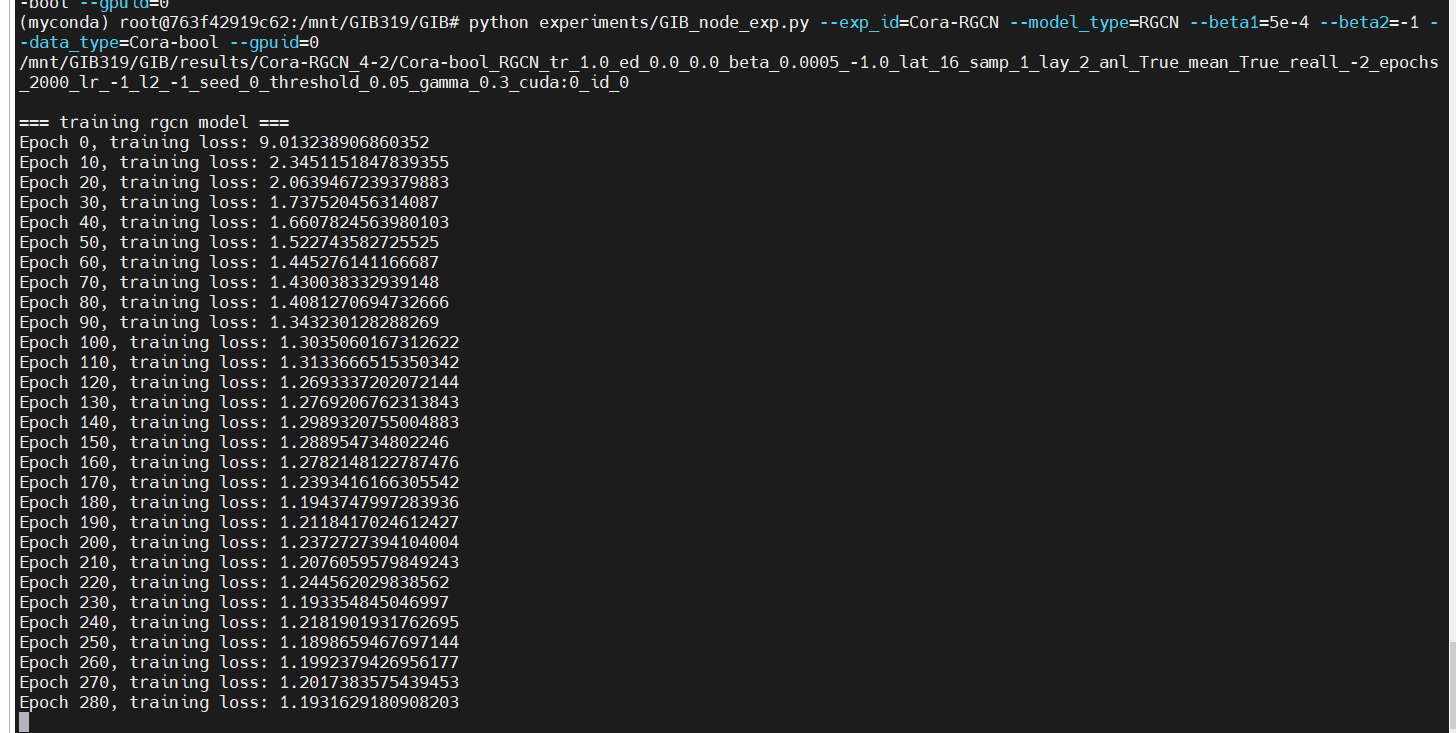 -bool --gpuid=0
(myconda) root@763f42919c62:/mnt/GIB319/GIB# python experiments/GIB_node_exp.py --exp_id=Cora-RGCN --model_type=RGCN --beta1=5e-4 --beta2=-1 -
-data_type=Cora-bool --gpuid=0
/mnt/GIB319/GIB/results/Cora-RGCN_4-2/Cora-bool_RGCN_tr_1.0_ed_0.0_0.0_beta_0.0005_-1.0_lat_16_samp_1_lay_2_anl_True_mean_True_reall_-2_epochs
_2000_lr_-1_l2_-1_seed_0_threshold_0.05_gamma_0.3_cuda:0_id_0
=== training rgcn model ===
Epoch 0, training loss: 9.013238906860352
Epoch 10, training loss: 2.3451151847839355
Epoch 20, training loss: 2.0639467239379883
Epoch 30, training loss: 1.737520456314087
Epoch 40, training loss: 1.6607824563980103
Epoch 50, training loss: 1.522743582725525
Epoch 60, training loss: 1.445276141166687
Epoch 70, training loss: 1.430038332939148
Epoch 80, training loss: 1.4081270694732666
Epoch 90, training loss: 1.343230128288269
Epoch 100, training loss: 1.3035060167312622
Epoch 110, training loss: 1.3133666515350342
Epoch 120, training loss: 1.2693337202072144
Epoch 130, training loss: 1.2769206762313843
Epoch 140, training loss: 1.2989320755004883
Epoch 150, training loss: 1.288954734802246
Epoch 160, training loss: 1.2782148122787476
Epoch 170, training loss: 1.2393416166305542
Epoch 180, training loss: 1.1943747997283936
Epoch 190, training loss: 1.2118417024612427
Epoch 200, training loss: 1.2372727394104004
Epoch 210, training loss: 1.2076059579849243
Epoch 220, training loss: 1.244562029838562
Epoch 230, training loss: 1.193354845046997
Epoch 240, training loss: 1.2181901931762695
Epoch 250, training loss: 1.1898659467697144
Epoch 260, training loss: 1.1992379426956177
Epoch 270, training loss: 1.2017383575439453
Epoch 280, training loss: 1.1931629180908203